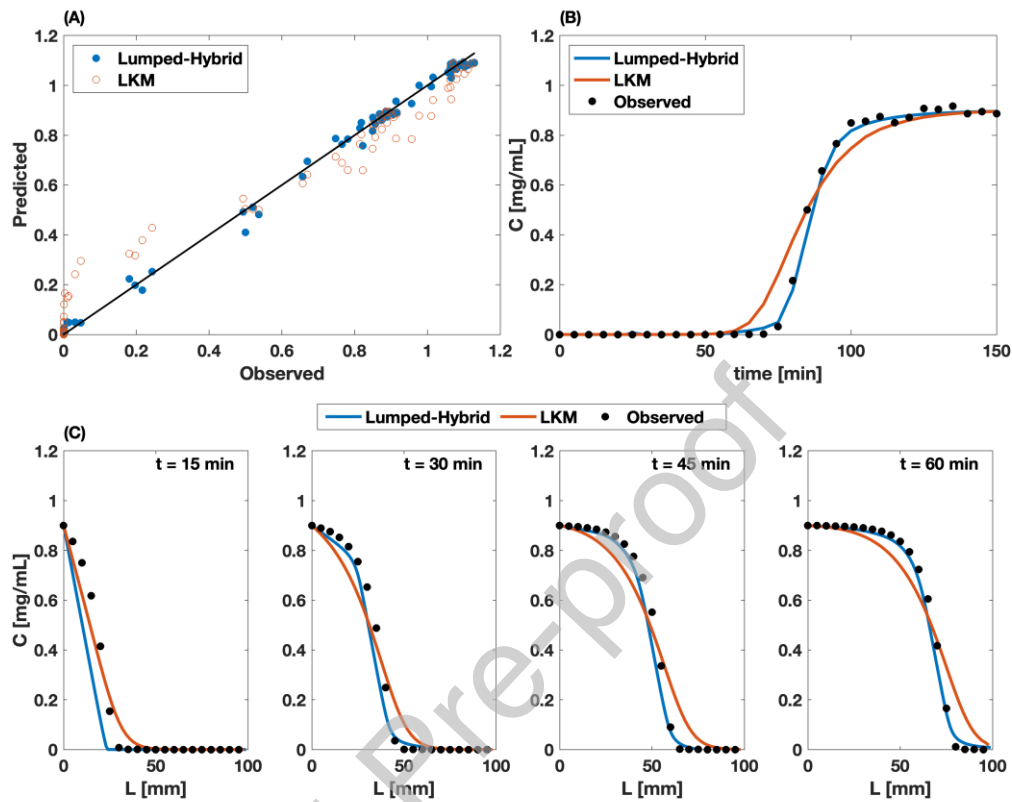 (A)
1.2
1
0.8
0.6
0.4
0.2
0
0
0.2
0.4
0.6
0.8
1
1.2
Predicted
Observed
Lumped-Hybrid
LKM
(B)
1.2
1
0.8
0.6
0.4
0.2
0
0
50
100
150
C [mg/mL]
time [min]
Lumped-Hybrid
LKM
Observed
(C)
Lumped-Hybrid LKM Observed
t = 15 min
1.2
1
0.8
0.6
0.4
0.2
0
0
50
100
C [mg/mL]
L [mm]
t = 30 min
1.2
1
0.8
0.6
0.4
0.2
0
0
50
100
L [mm]
t = 45 min
1.2
1
0.8
0.6
0.4
0.2
0
0
50
100
L [mm]
t = 60 min
1.2
1
0.8
0.6
0.4
0.2
0
0
50
100
L [mm]
Pre-proof